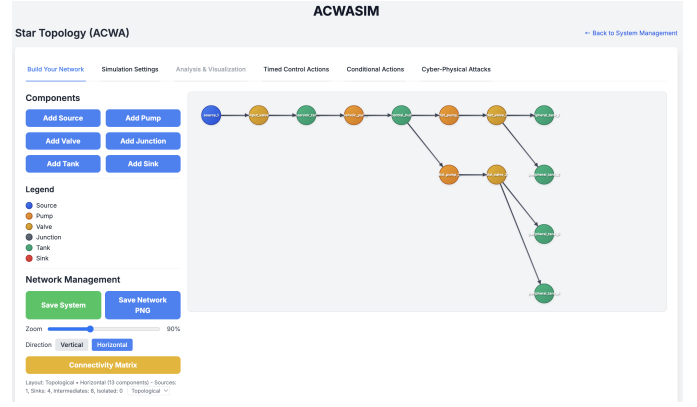 ACWASIM
Star Topology (ACWA)
← Back to System Management
Build Your Network
Simulation Settings
Analysis & Visualization
Timed Control Actions
Conditional Actions
Cyber-Physical Attacks
Components
Add Source
Add Pump
Add Valve
Add Junction
Add Tank
Add Sink
Legend
Source
Pump
Valve
Junction
Tank
Sink
Network Management
Save System
Save Network
PNG
Zoom
90%
Direction
Vertical
Horizontal
Connectivity Matrix
Layout: Topological • Horizontal (13 components) - Sources:
1, Sinks: 4, Intermediates: 8, Isolated: 0
Topological
source_1